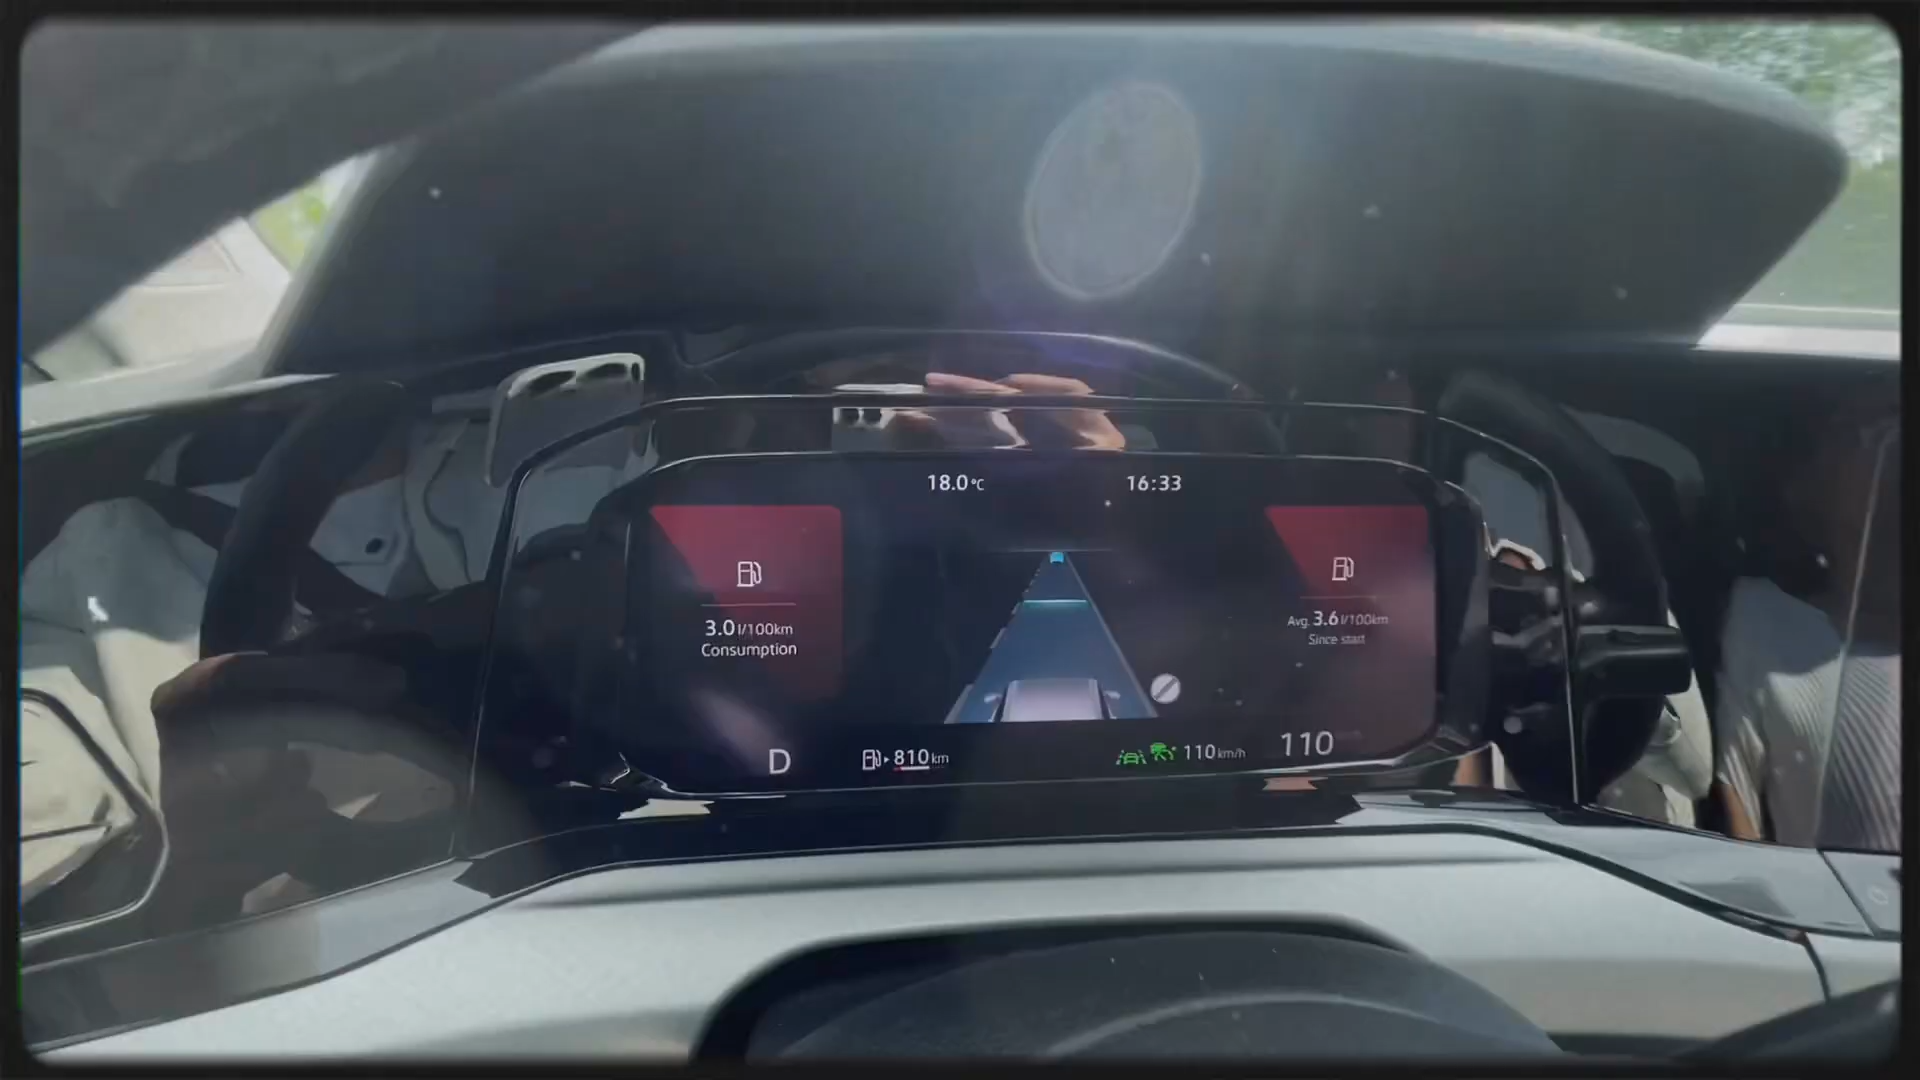 18.0°C
16:33
3.0 l/100km
Consumption
Avg. 3.6 l/100km
Since start
D
810 km
110 km/h
110